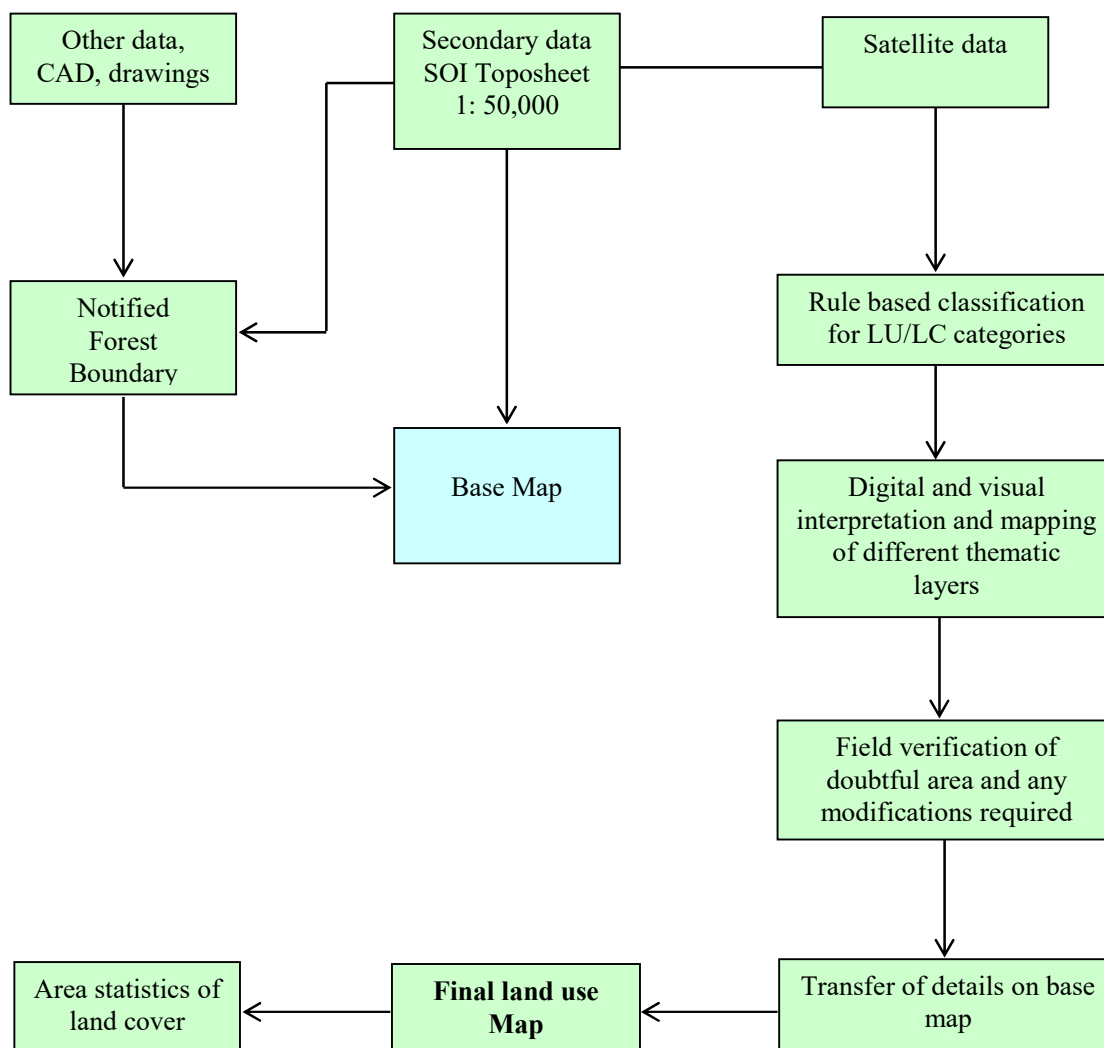 Other data,
CAD, drawings
Secondary data
SOI Toposheet
1: 50,000
Satellite data
Notified
Forest
Boundary
Rule based classification
for LU/LC categories
Base Map
Digital and visual
interpretation and mapping
of different thematic
layers
Field verification of
doubtful area and any
modifications required
Area statistics of
land cover
Final land use
Map
Transfer of details on base
map